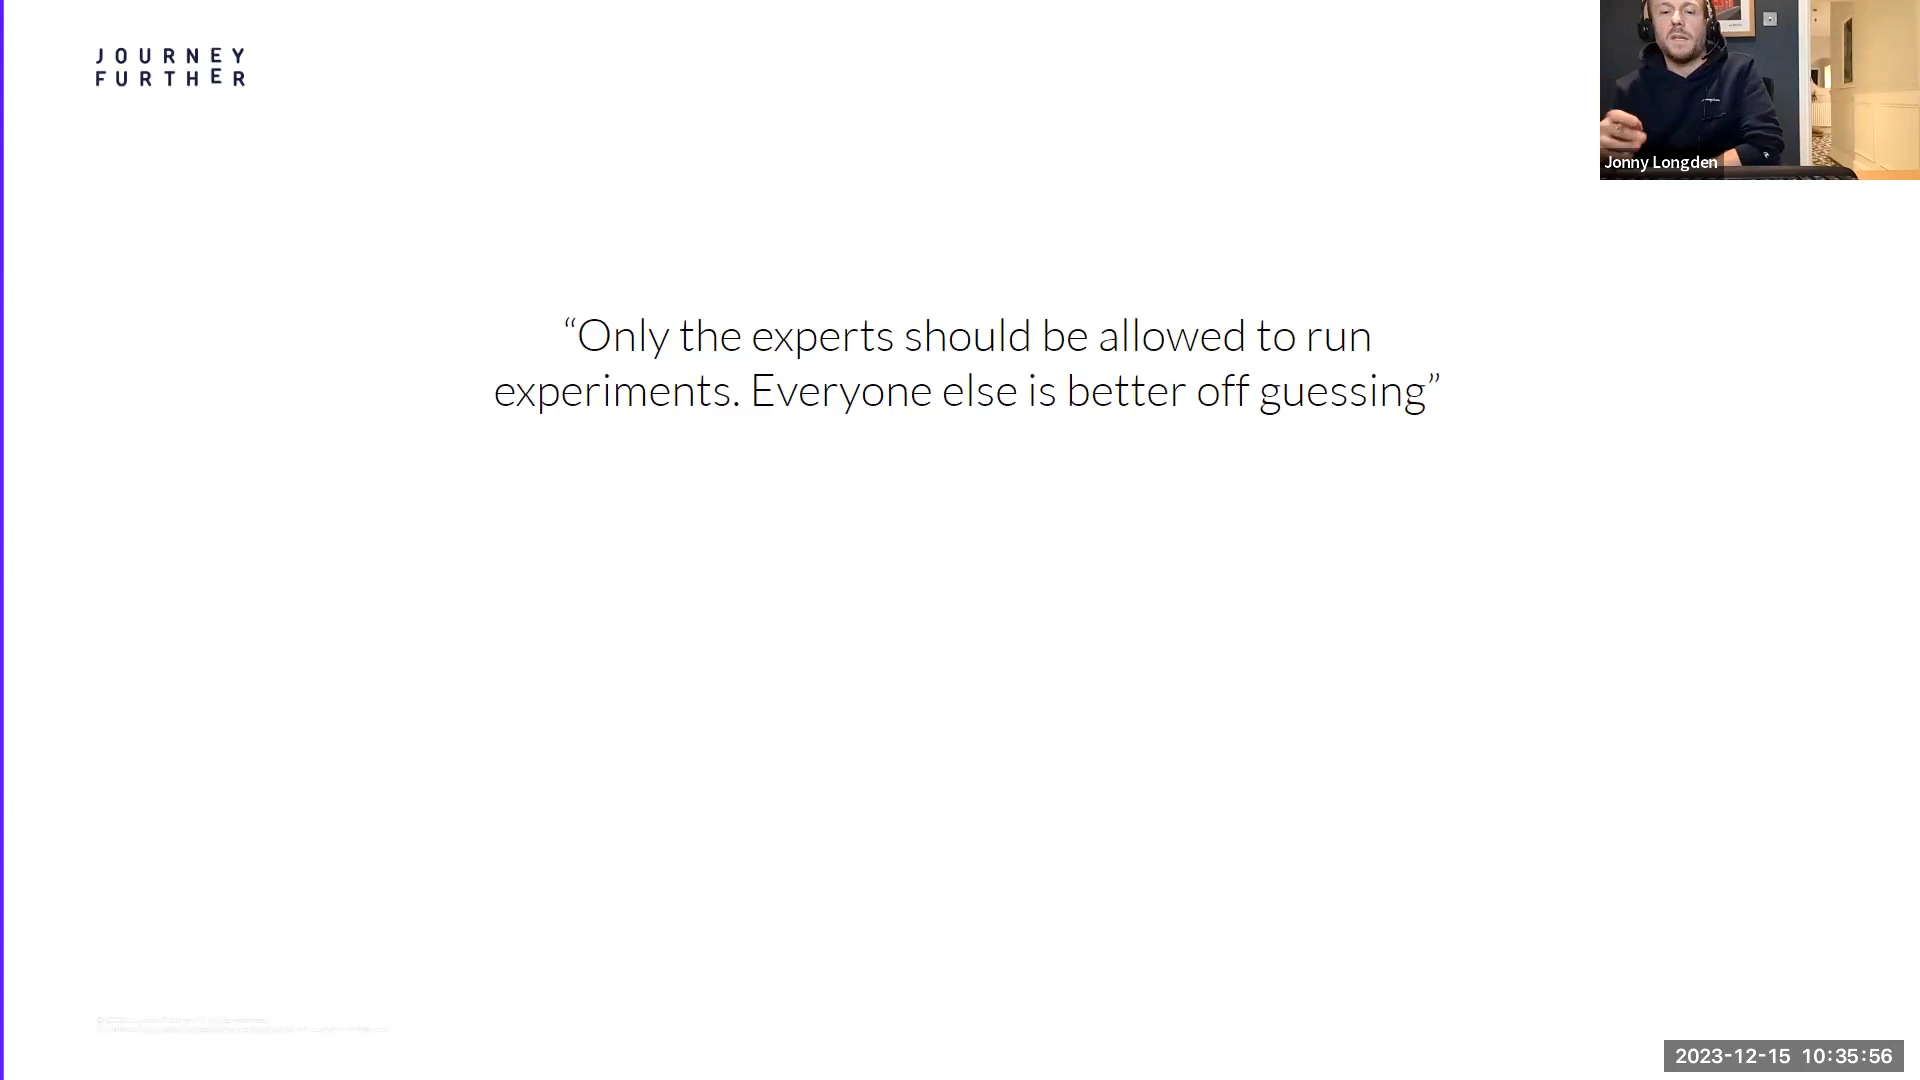 JOURNEY
FURTHER
Jonny Longden
“Only the experts should be allowed to run
experiments. Everyone else is better off guessing”
2023-12-15 10:35:56